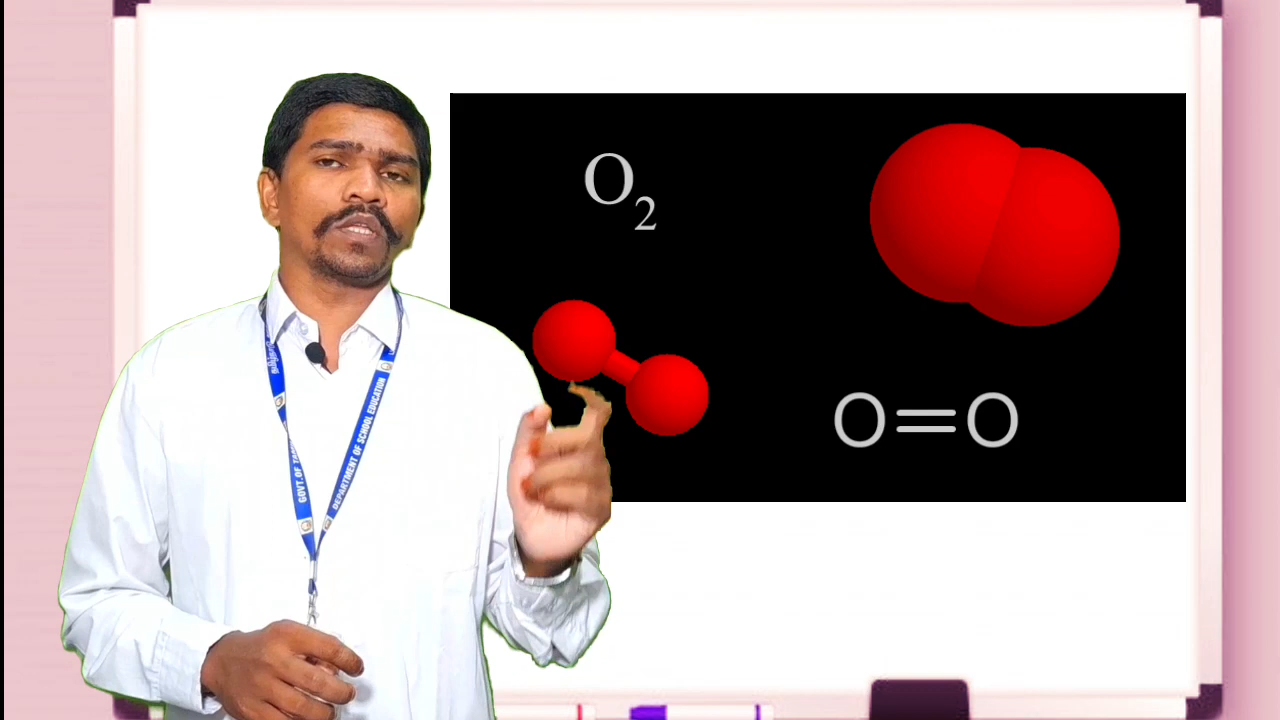 O₂
O=O
GOVT. OF
DEPARTMENT OF SCHOOL EDUCATION